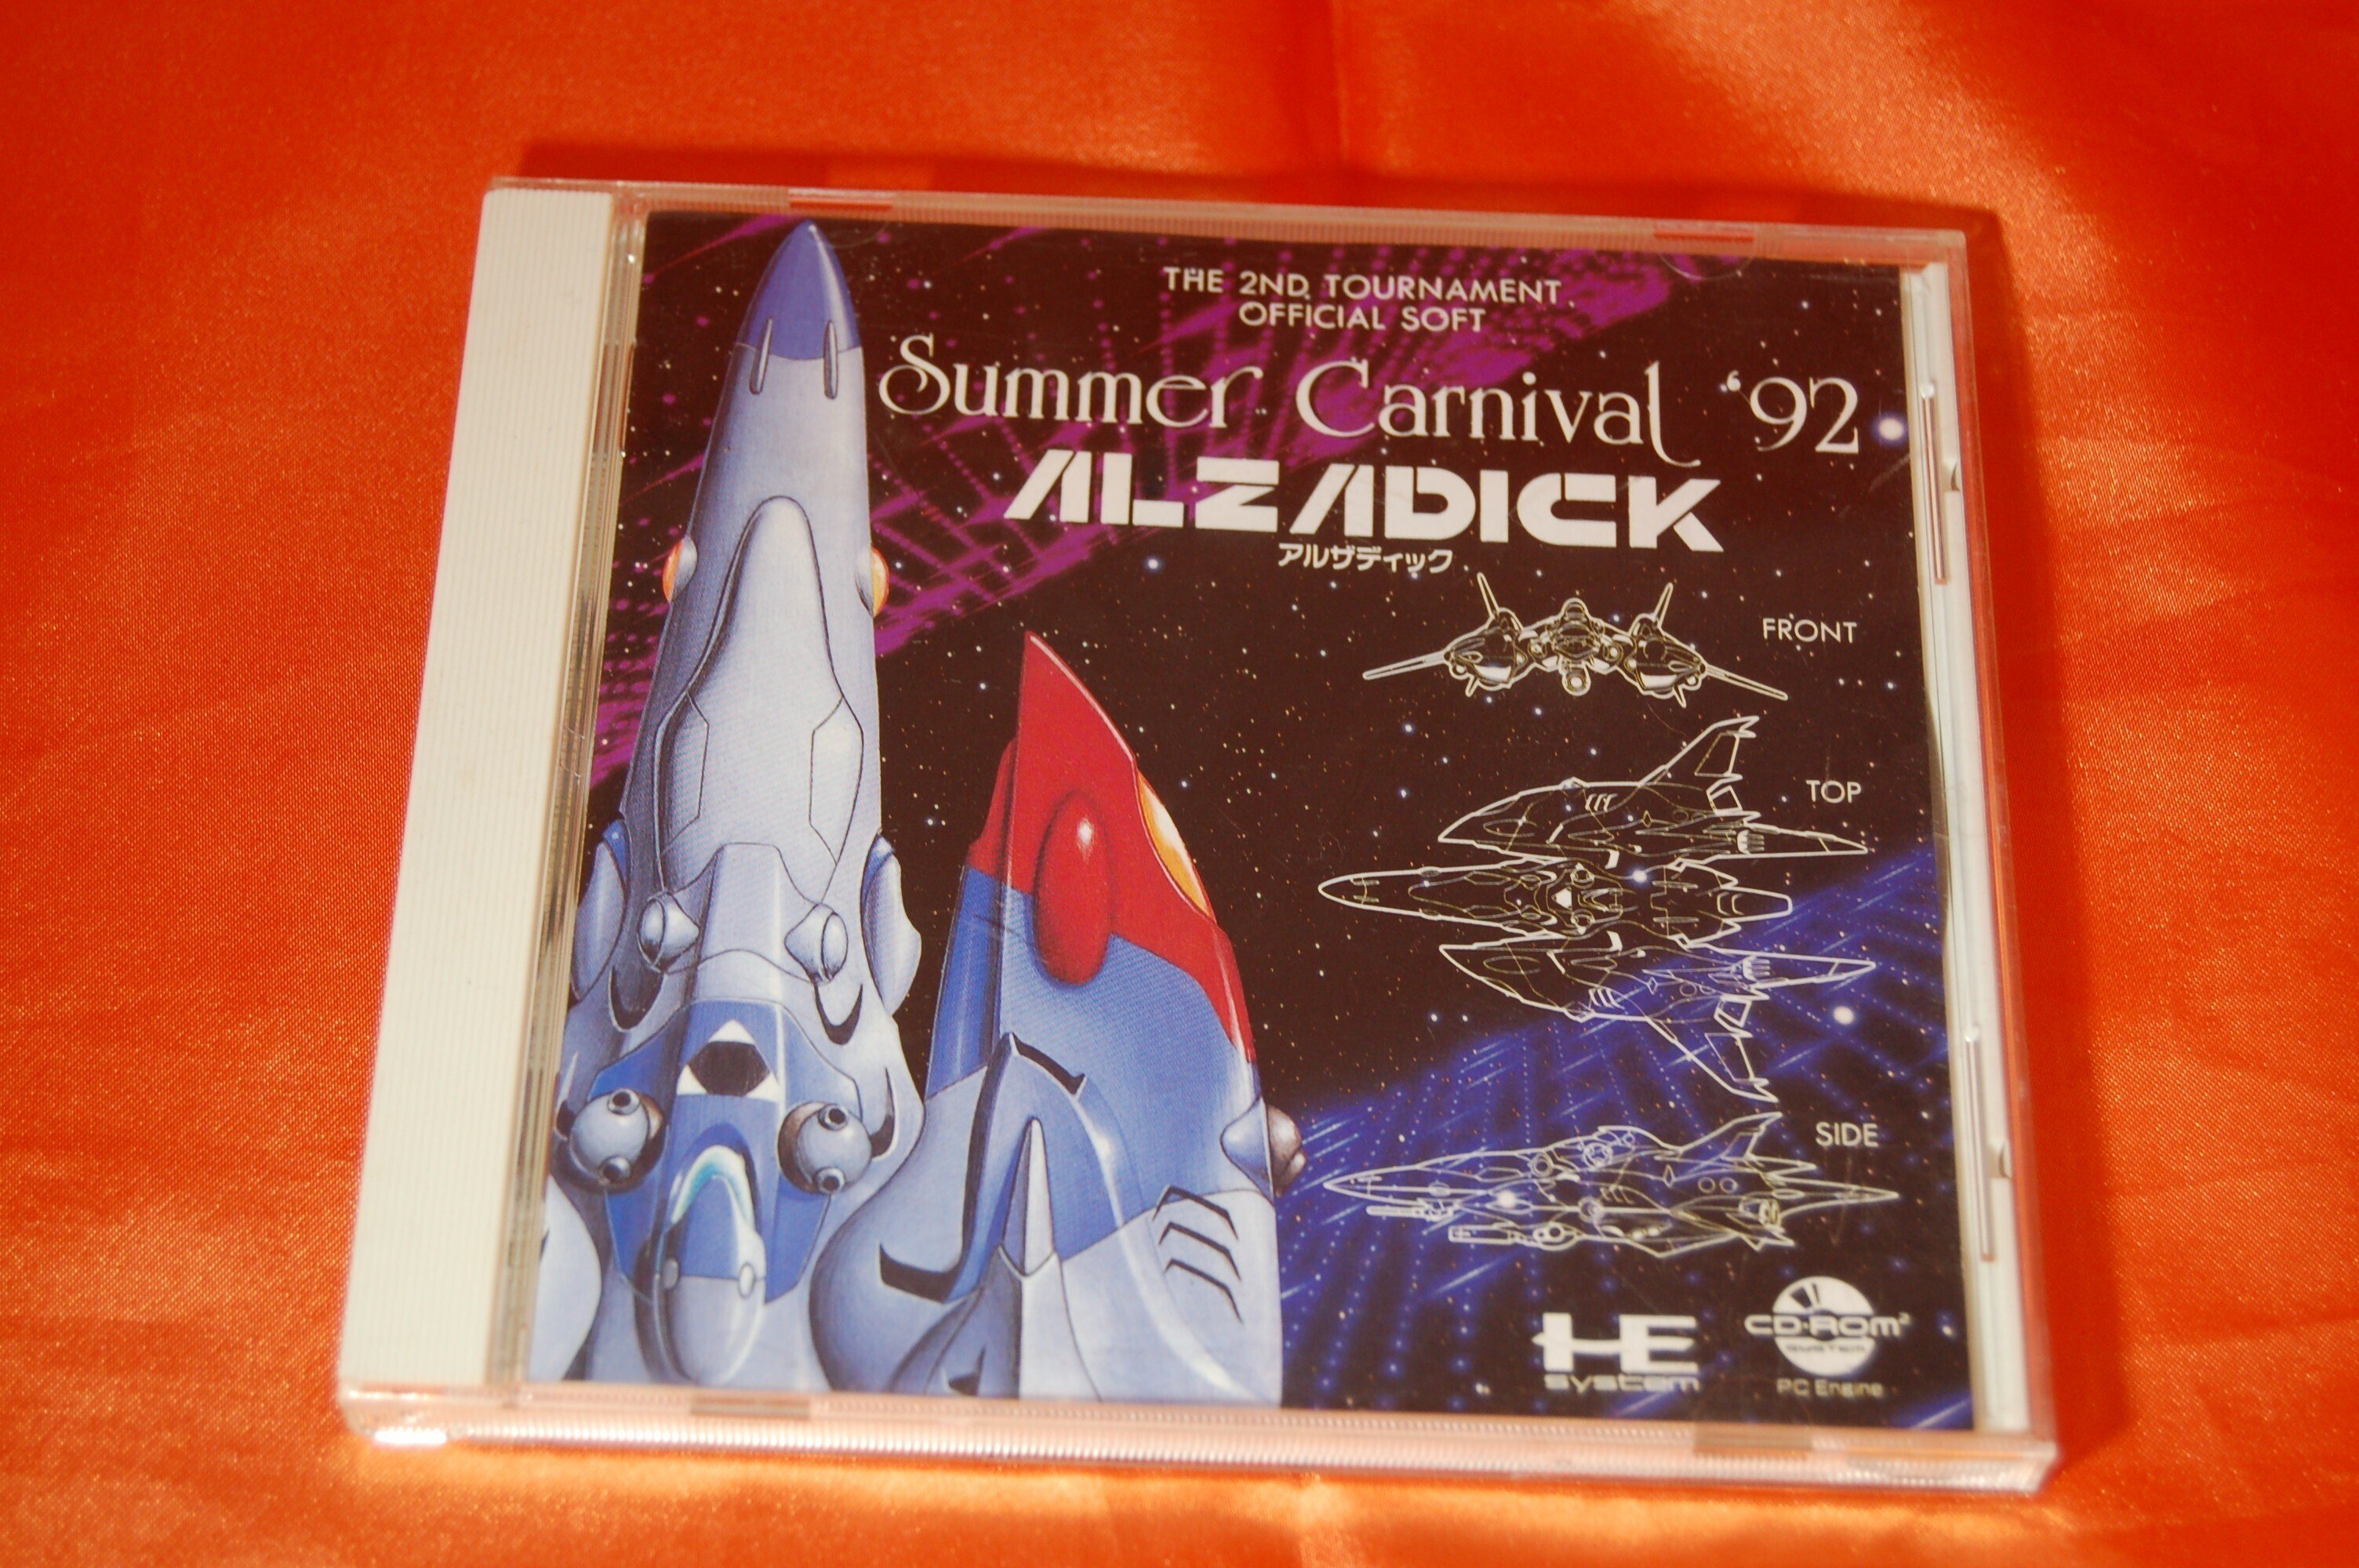 THE 2ND TOURNAMENT
OFFICIAL SOFT
Summer Carnival '92
ALZADICK
アルザディック
FRONT
TOP
SIDE
HE
system
CD-ROM²
SYSTEM
PC Engine